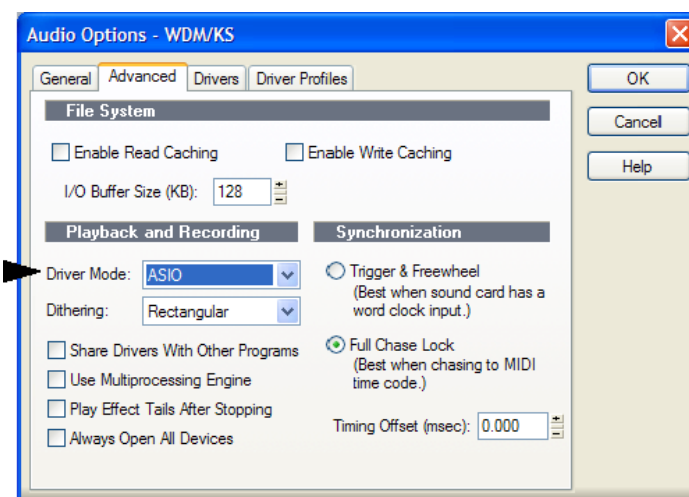 Audio Options - WDM/KS
General Advanced Drivers Driver Profiles
OK
Cancel
Help
File System
Enable Read Caching Enable Write Caching
I/O Buffer Size (KB): 128
Playback and Recording
Driver Mode: ASIO
Dithering: Rectangular
Share Drivers With Other Programs
Use Multiprocessing Engine
Play Effect Tails After Stopping
Always Open All Devices
Synchronization
Trigger & Freewheel
(Best when sound card has a
word clock input.)
Full Chase Lock
(Best when chasing to MIDI
time code.)
Timing Offset (msec): 0.000